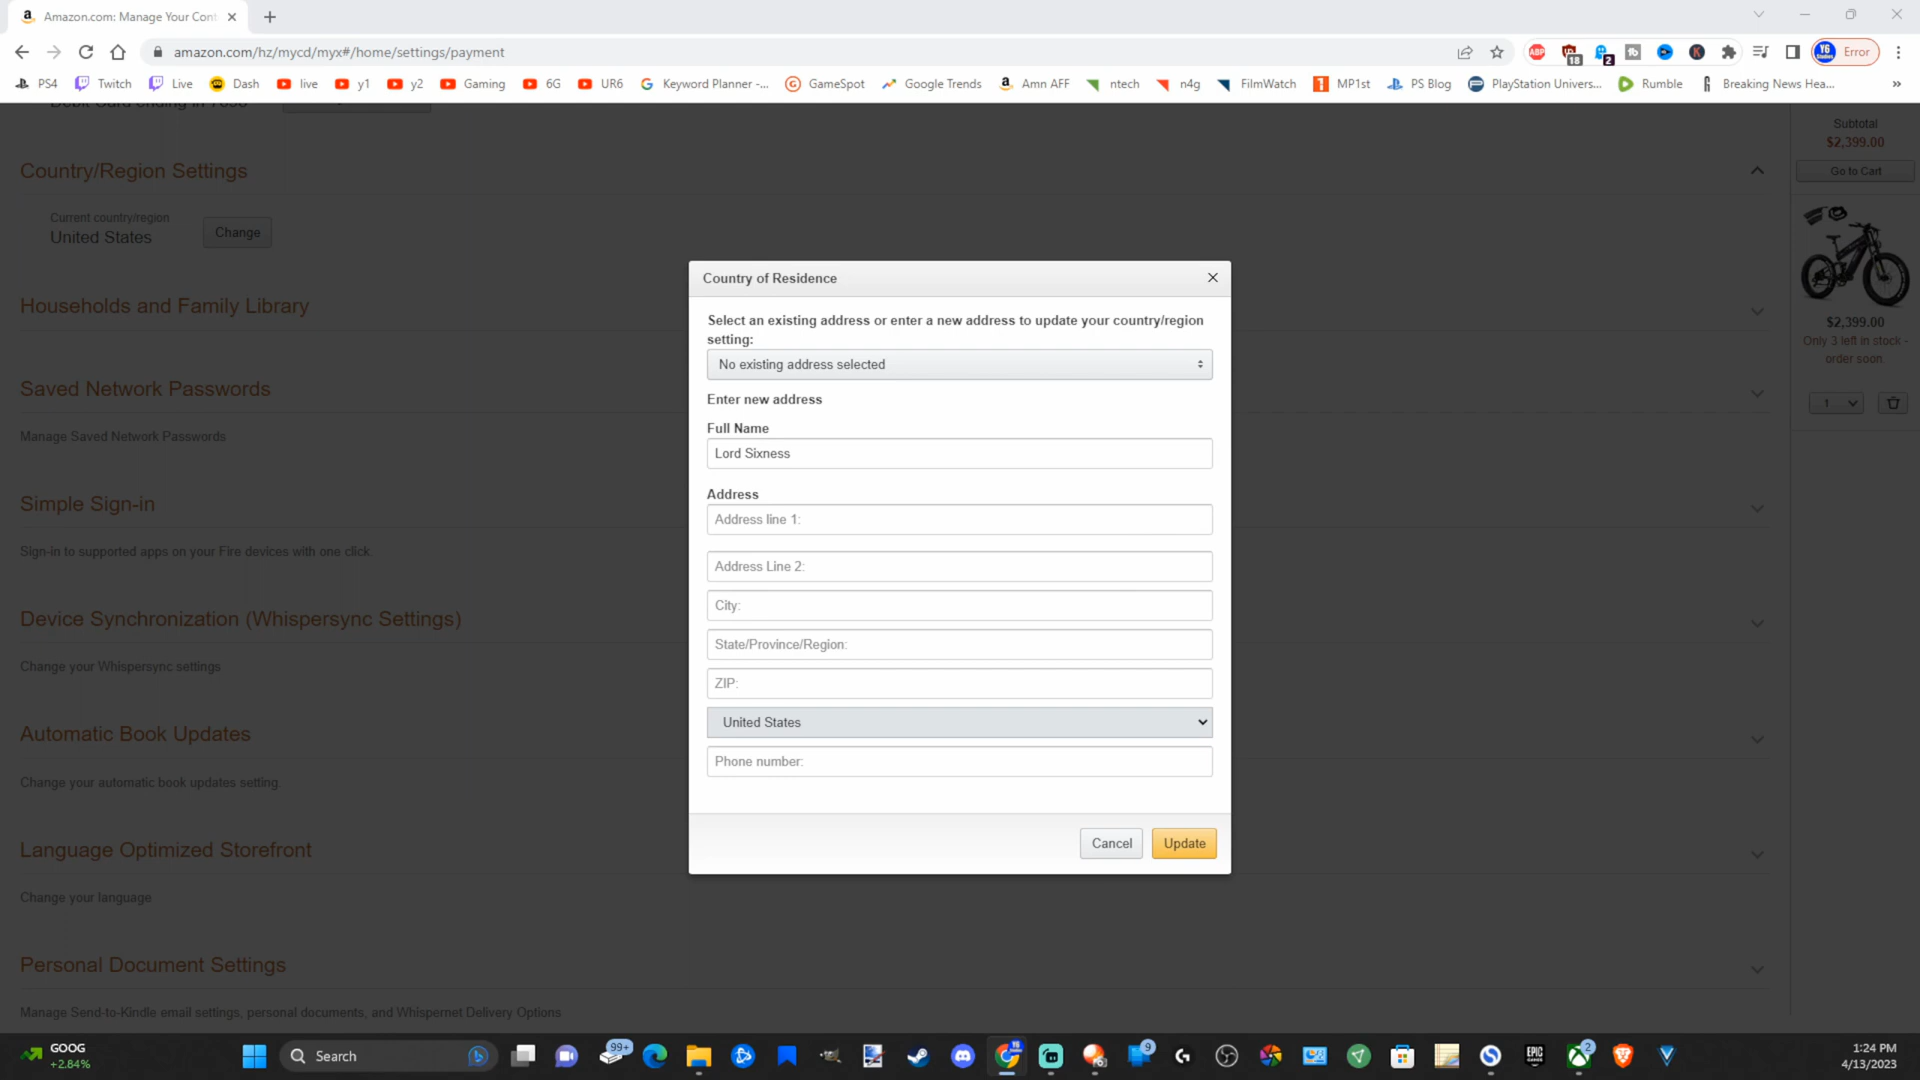 Amazon.com: Manage Your Cont
amazon.com/hz/mycd/myx#/home/settings/payment
18
2
Y6
Error
PS4
Twitch
Live
Dash
live
y1
y2
Gaming
6G
UR6
Keyword Planner -...
GameSpot
Google Trends
Amn AFF
ntech
n4g
FilmWatch
MP1st
PS Blog
PlayStation Univers...
Rumble
Breaking News Hea...
»
Subtotal
$2,399.00
Go to Cart
Country/Region Settings
Current country/region
United States
Change
Households and Family Library
$2,399.00
Only 3 left in stock -
order soon.
1
Saved Network Passwords
Manage Saved Network Passwords
Simple Sign-in
Sign-in to supported apps on your Fire devices with one click.
Device Synchronization (Whispersync Settings)
Change your Whispersync settings
Automatic Book Updates
Change your automatic book updates setting
Language Optimized Storefront
Change your language
Personal Document Settings
Manage Send-to-Kindle email settings, personal documents, and Whispernet Delivery Options
Country of Residence
Select an existing address or enter a new address to update your country/region
setting:
No existing address selected
Enter new address
Full Name
Lord Sixness
Address
Address line 1:
Address Line 2:
City:
State/Province/Region:
ZIP:
United States
Phone number:
Cancel
Update
GOOG
+2.84%
Search
99+
9
EPIC
2
1:24 PM
4/13/2023